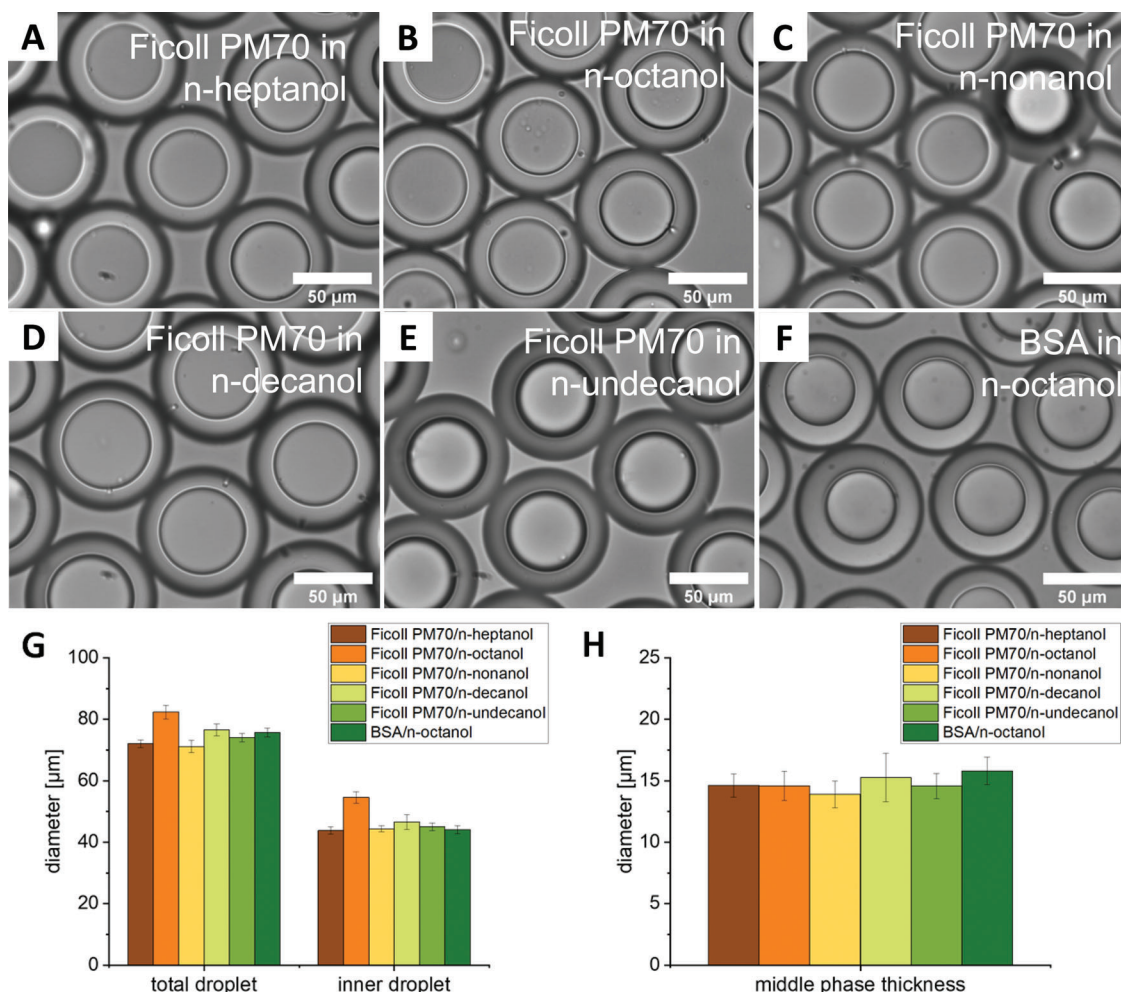 A
Ficoll PM70 in
n-heptanol
50 µm
B
Ficoll PM70 in
n-octanol
50 µm
C
Ficoll PM70 in
n-nonanol
50 µm
D
Ficoll PM70 in
n-decanol
50 µm
E
Ficoll PM70 in
n-undecanol
50 µm
F
BSA in
n-octanol
50 µm
G
Ficoll PM70/n-heptanol
Ficoll PM70/n-octanol
Ficoll PM70/n-nonanol
Ficoll PM70/n-decanol
Ficoll PM70/n-undecanol
BSA/n-octanol
diameter [µm]
100
80
60
40
20
0
total droplet
inner droplet
H
Ficoll PM70/n-heptanol
Ficoll PM70/n-octanol
Ficoll PM70/n-nonanol
Ficoll PM70/n-decanol
Ficoll PM70/n-undecanol
BSA/n-octanol
diameter [µm]
25
20
15
10
5
0
middle phase thickness